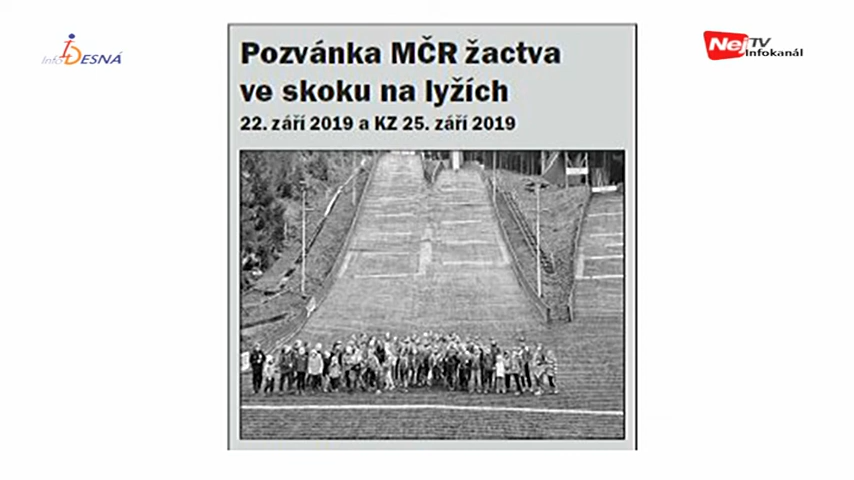 Info DESNÁ
Nej TV
Infokanál
Pozvánka MČR žactva
ve skoku na lyžích
22. září 2019 a KZ 25. září 2019